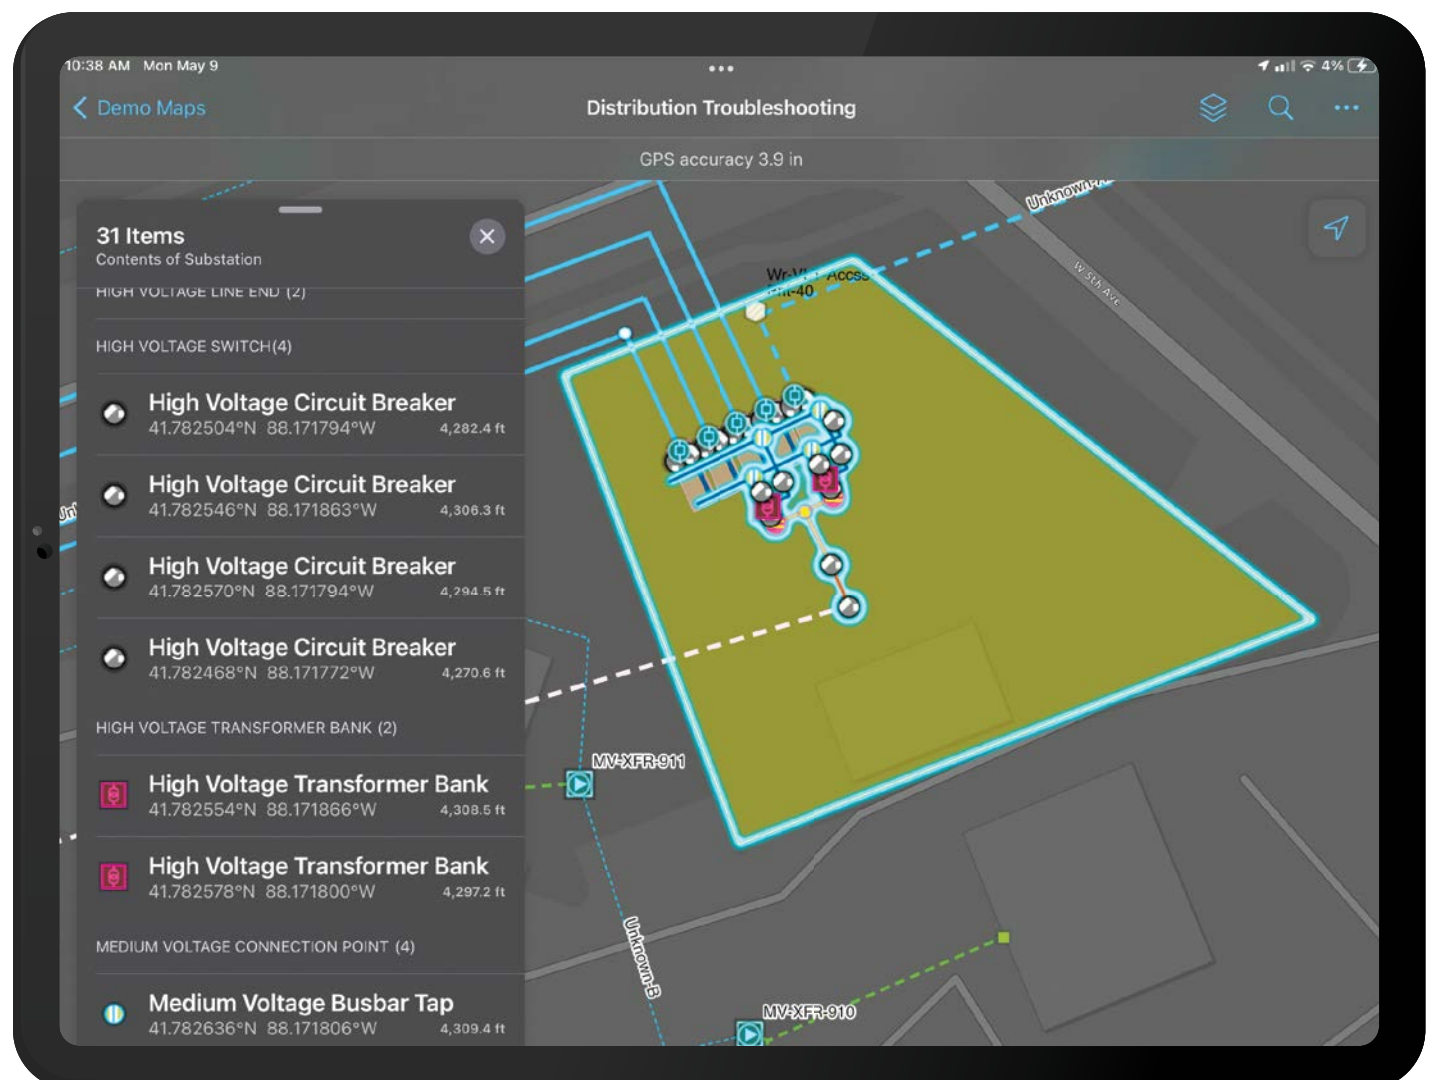 10:38 AM Mon May 9
4%
Demo Maps
Distribution Troubleshooting
GPS accuracy 3.9 in
31 Items
Contents of Substation
HIGH VOLTAGE LINE END (2)
HIGH VOLTAGE SWITCH(4)
High Voltage Circuit Breaker
41.782504°N 88.171794°W 4,282.4 ft
High Voltage Circuit Breaker
41.782546°N 88.171863°W 4,306.3 ft
High Voltage Circuit Breaker
41.782570°N 88.171794°W 4,294.5 ft
High Voltage Circuit Breaker
41.782468°N 88.171772°W 4,270.6 ft
HIGH VOLTAGE TRANSFORMER BANK (2)
High Voltage Transformer Bank
41.782554°N 88.171866°W 4,308.5 ft
High Voltage Transformer Bank
41.782578°N 88.171800°W 4,297.2 ft
MEDIUM VOLTAGE CONNECTION POINT (4)
Medium Voltage Busbar Tap
41.782636°N 88.171806°W 4,309.4 ft
W 5th Ave
MV-XFR-911
Unknown-B
MV-XFR-910